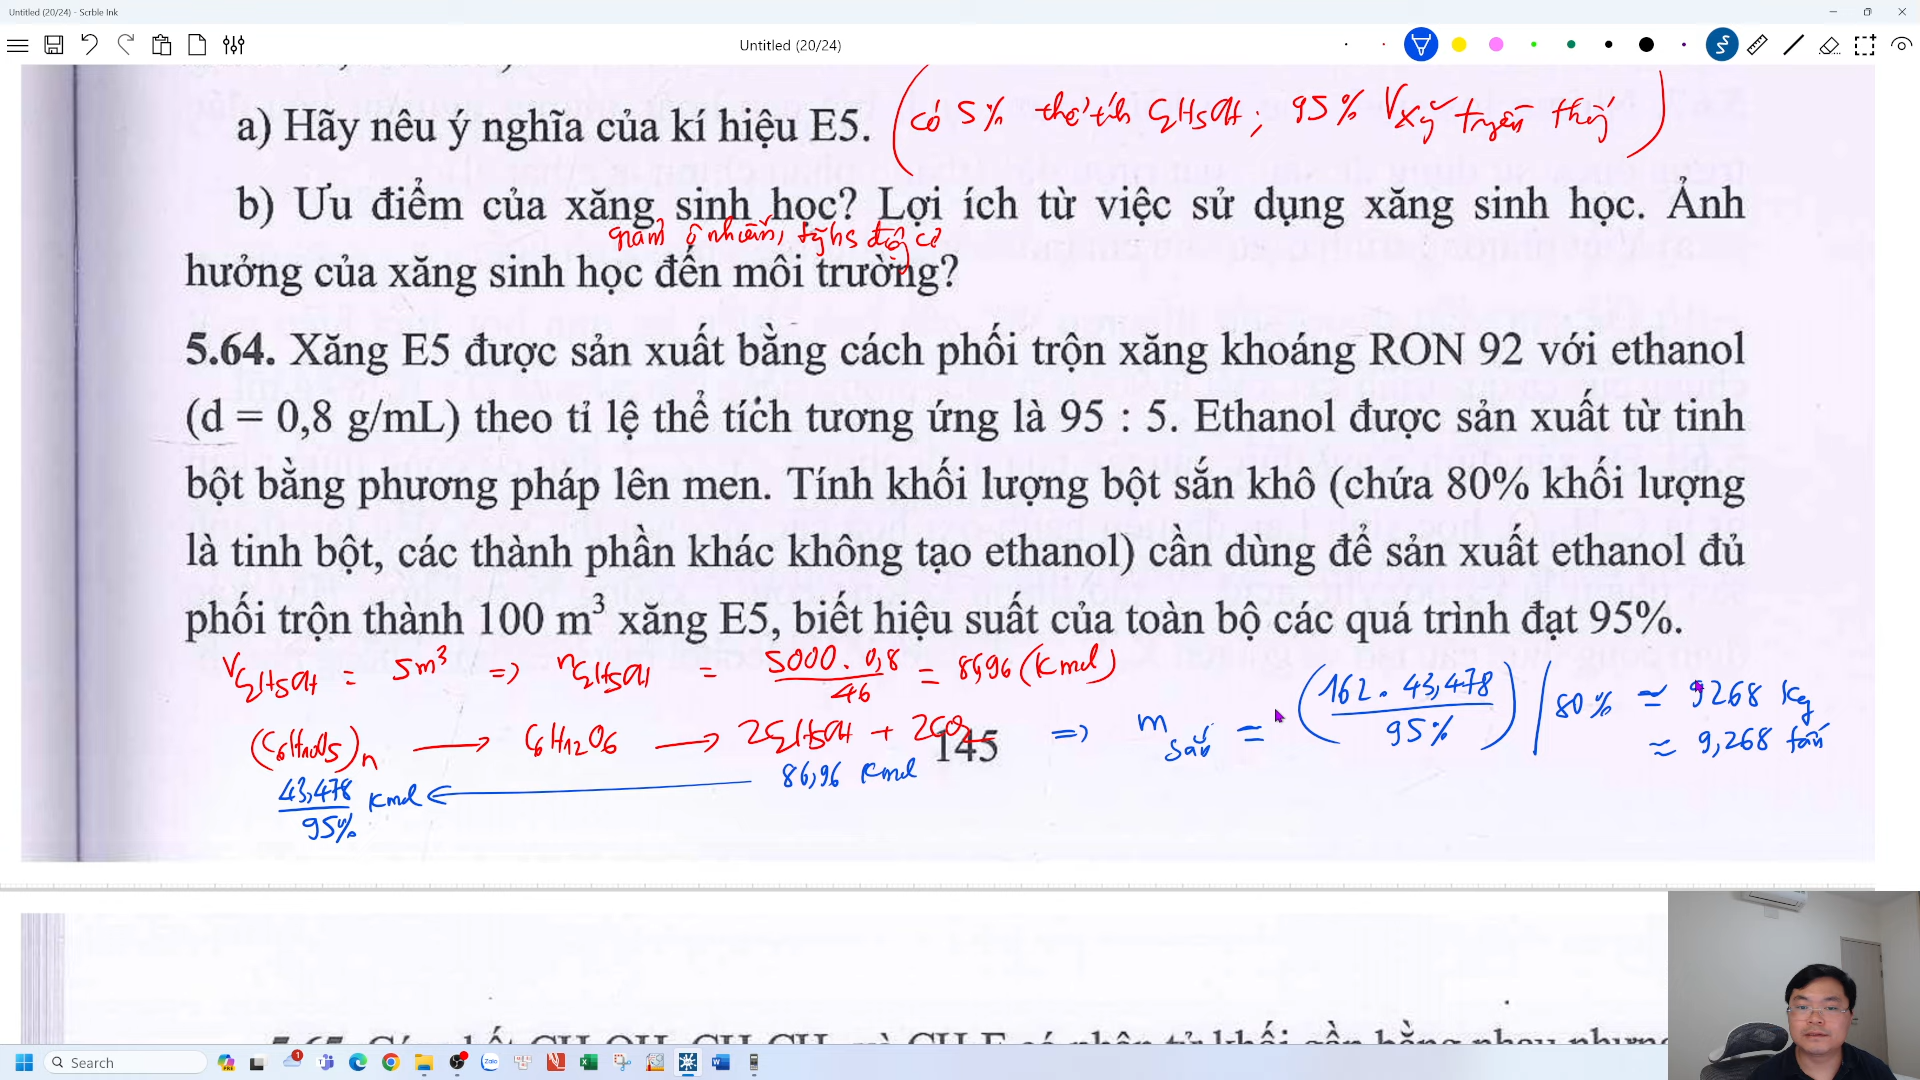 Untitled (20/24) - Scrble Ink
Untitled (20/24)
(có 5% thể tích C2H5OH; 95% Vxg truyền thống)
a) Hãy nêu ý nghĩa của kí hiệu E5.
b) Ưu điểm của xăng sinh học? Lợi ích từ việc sử dụng xăng sinh học. Ảnh
giảm ô nhiễm,
hưởng của xăng sinh học đến môi trường?
5.64. Xăng E5 được sản xuất bằng cách phối trộn xăng khoáng RON 92 với ethanol
(d = 0,8 g/mL) theo tỉ lệ thể tích tương ứng là 95 : 5. Ethanol được sản xuất từ tinh
bột bằng phương pháp lên men. Tính khối lượng bột sắn khô (chứa 80% khối lượng
là tinh bột, các thành phần khác không tạo ethanol) cần dùng để sản xuất ethanol đủ
phối trộn thành 100 m³ xăng E5, biết hiệu suất của toàn bộ các quá trình đạt 95%.
VC2H5OH = 5m³ => nC2H5OH = 5000.0,8 / 46 = 86,96 (Kmol)
(C6H10O5)n → C6H12O6 → 2C2H5OH + 2CO2
145
=> m sắn = (162 . 43,478 / 95%) / 80% ≈ 9268 kg
≈ 9,268 tấn
43,478 / 95% Kmol ← 86,96 Kmol
Search